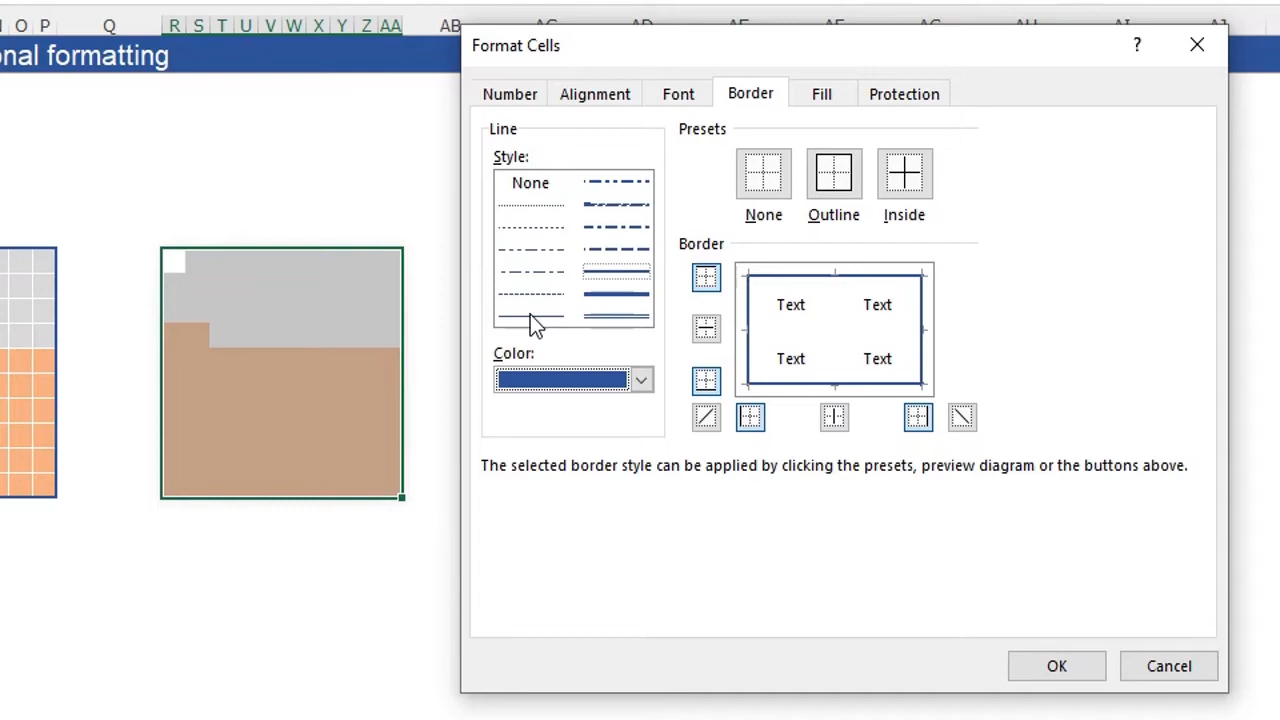 O P Q R S T U V W X Y Z AA AB
onal formatting
Format Cells
?
Number Alignment Font Border Fill Protection
Line
Presets
Style:
None
None Outline Inside
Border
Text Text
Text Text
Color:
The selected border style can be applied by clicking the presets, preview diagram or the buttons above.
OK Cancel